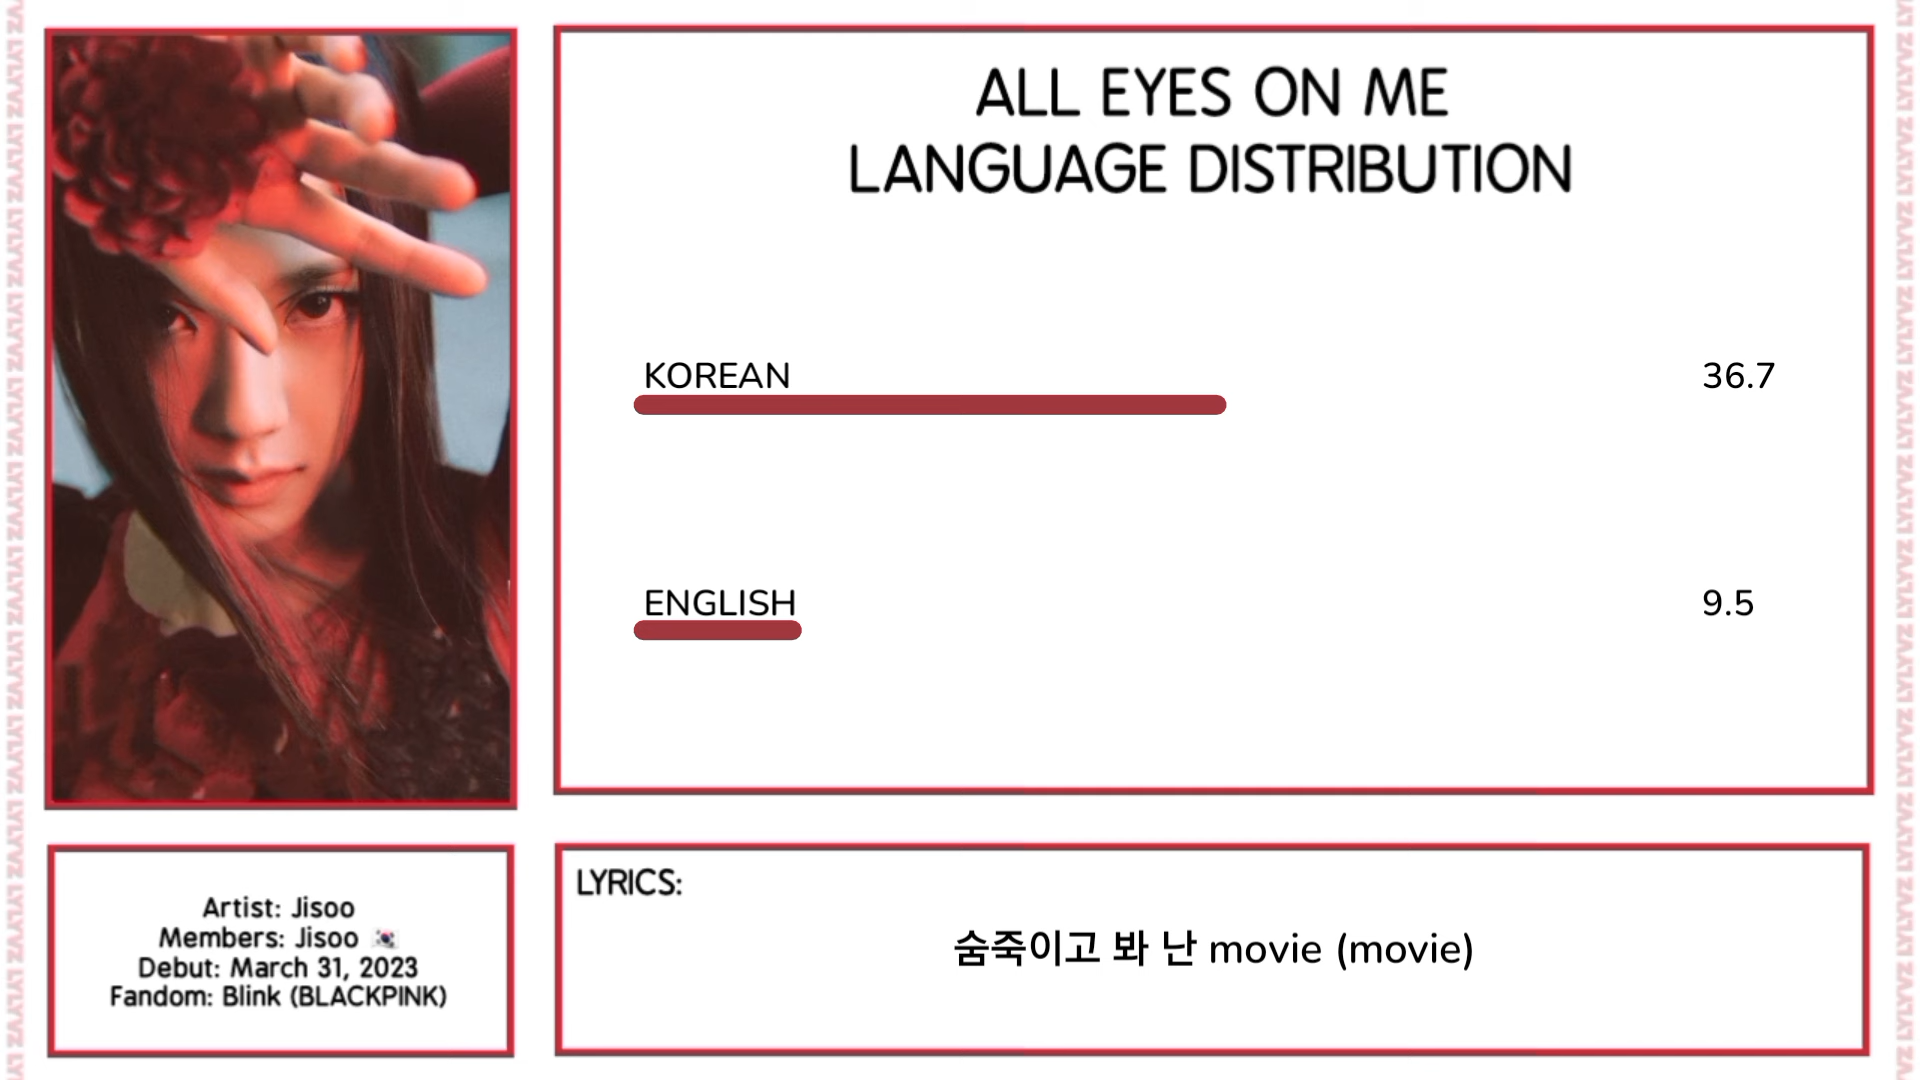 ALL EYES ON ME
LANGUAGE DISTRIBUTION
KOREAN 36.7
ENGLISH 9.5
Artist: Jisoo
Members: Jisoo 🇰🇷
Debut: March 31, 2023
Fandom: Blink (BLACKPINK)
LYRICS:
숨죽이고 봐 난 movie (movie)